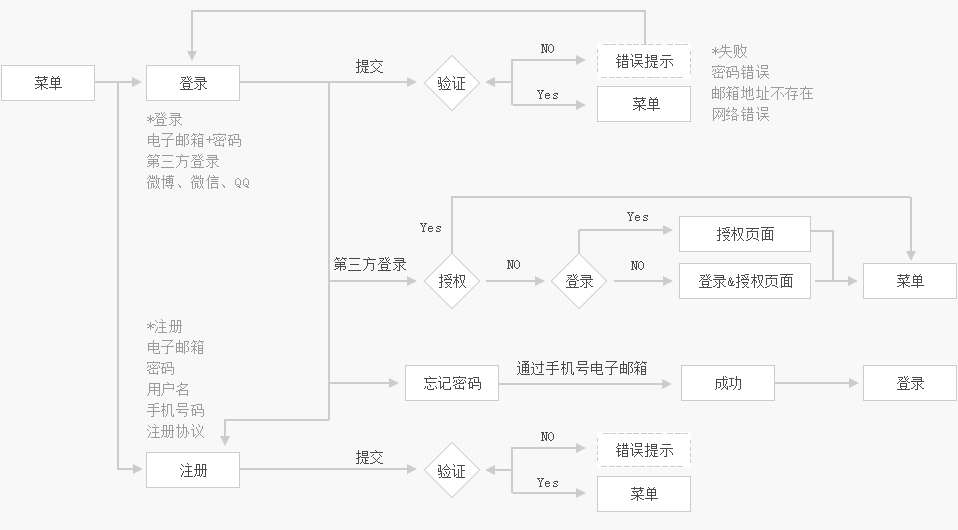 菜单
登录
提交
验证
NO
错误提示
Yes
菜单
*失败
密码错误
邮箱地址不存在
网络错误
*登录
电子邮箱+密码
第三方登录
微博、微信、QQ
第三方登录
授权
Yes
NO
登录
Yes
授权页面
NO
登录&授权页面
菜单
忘记密码
通过手机号电子邮箱
成功
登录
*注册
电子邮箱
密码
用户名
手机号码
注册协议
注册
提交
验证
NO
错误提示
Yes
菜单